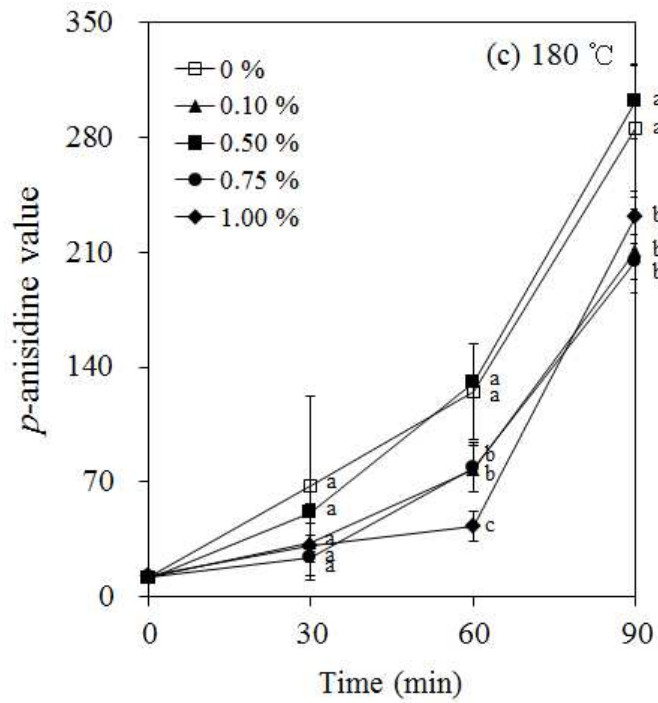 350
(c) 180 ℃
0 %
0.10 %
0.50 %
0.75 %
1.00 %
280
210
140
70
0
p-anisidine value
a
a
a
a
a
a
a
b
b
c
a
a
b
b
b
0
30
60
90
Time (min)